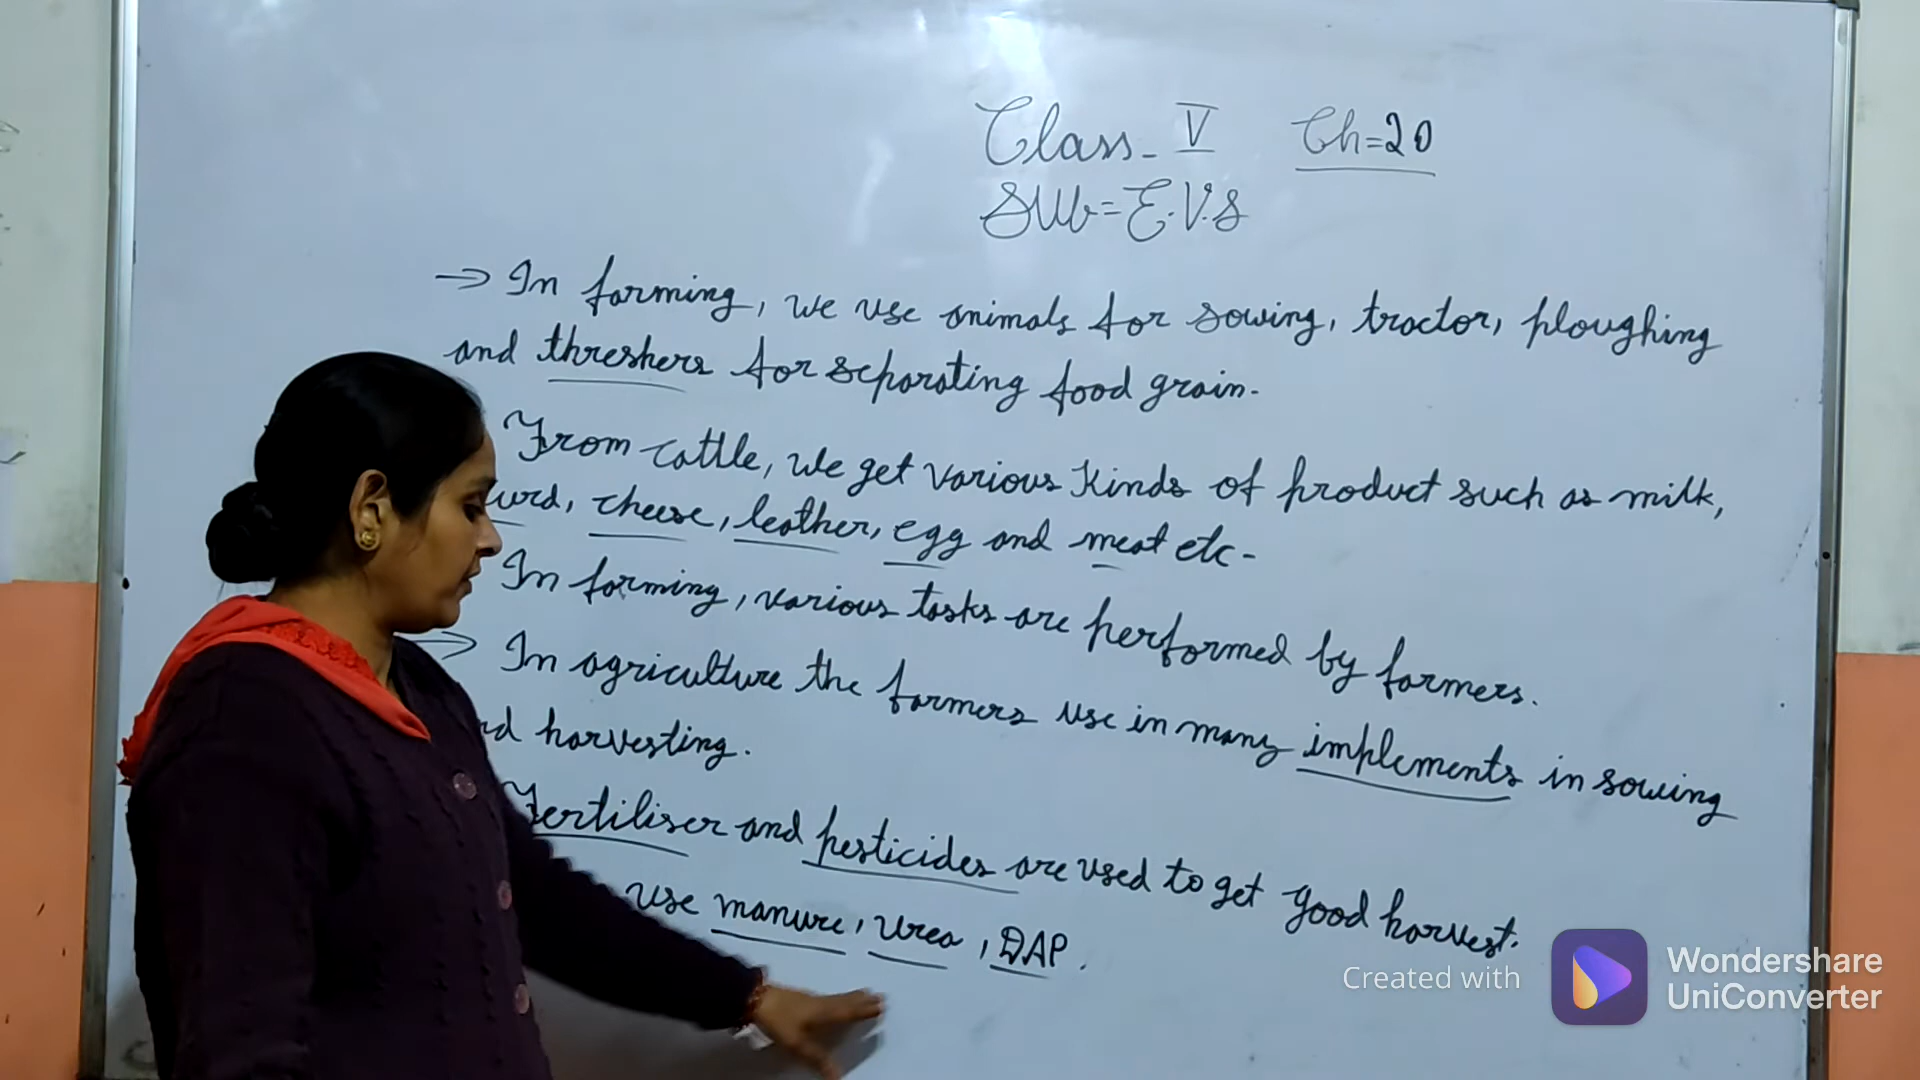 Class - V Ch = 20
Sub = E.V.S
→ In farming, we use animals for sowing, tractor, ploughing
and threshers for separating food grain.
From cattle, we get various kinds of product such as milk,
curd, cheese, leather, egg and meat etc -
In farming, various tasks are performed by farmers.
→ In agriculture the farmers use in many implements in sowing
and harvesting.
Fertiliser and pesticides are used to get good harvest.
use manure, urea, DAP.
Created with Wondershare UniConverter